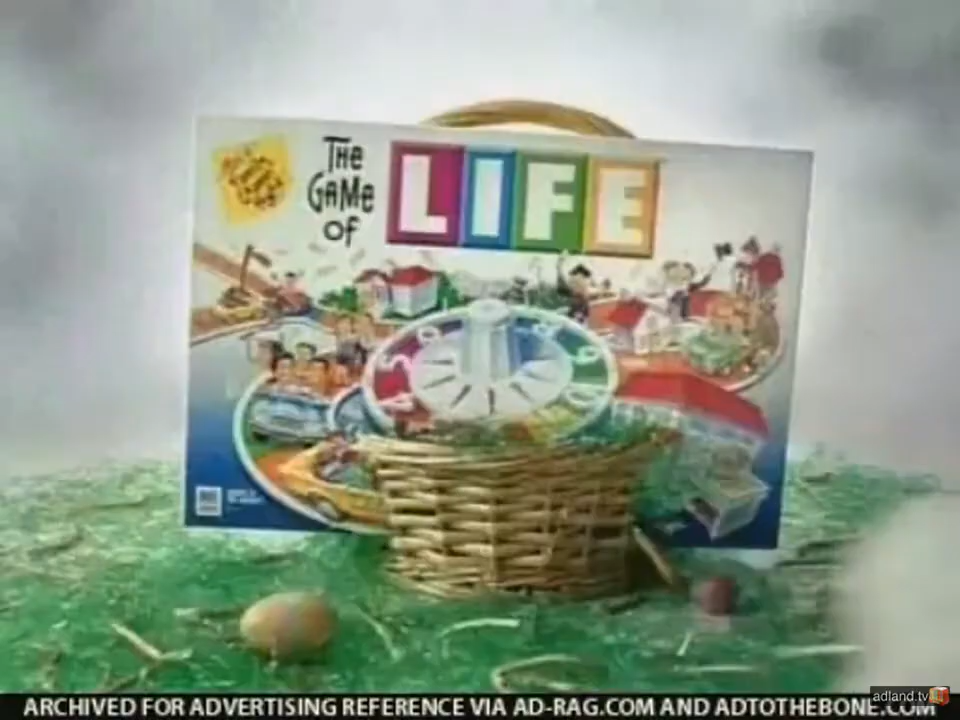 THE
GAME
OF
LIFE
adland.tv
ARCHIVED FOR ADVERTISING REFERENCE VIA AD-RAG.COM AND ADTOTHEBONE.COM